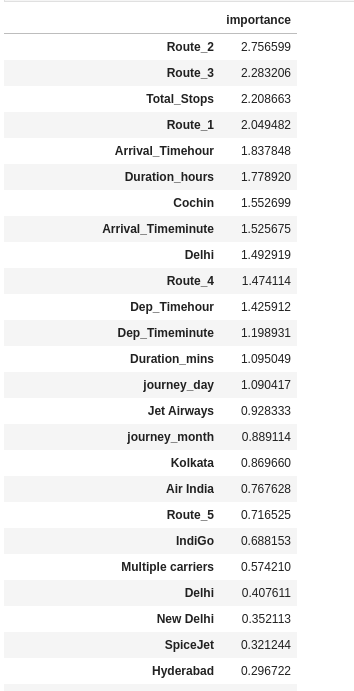 importance
Route_2 2.756599
Route_3 2.283206
Total_Stops 2.208663
Route_1 2.049482
Arrival_Timehour 1.837848
Duration_hours 1.778920
Cochin 1.552699
Arrival_Timeminute 1.525675
Delhi 1.492919
Route_4 1.474114
Dep_Timehour 1.425912
Dep_Timeminute 1.198931
Duration_mins 1.095049
journey_day 1.090417
Jet Airways 0.928333
journey_month 0.889114
Kolkata 0.869660
Air India 0.767628
Route_5 0.716525
IndiGo 0.688153
Multiple carriers 0.574210
Delhi 0.407611
New Delhi 0.352113
SpiceJet 0.321244
Hyderabad 0.296722